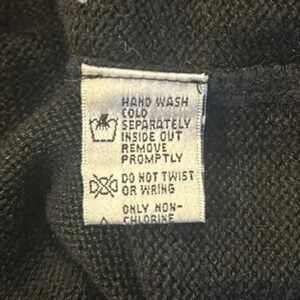 HAND WASH
COLD
SEPARATELY
INSIDE OUT
REMOVE
PROMPTLY
DO NOT TWIST
OR WRING
ONLY NON-
CHLORINE